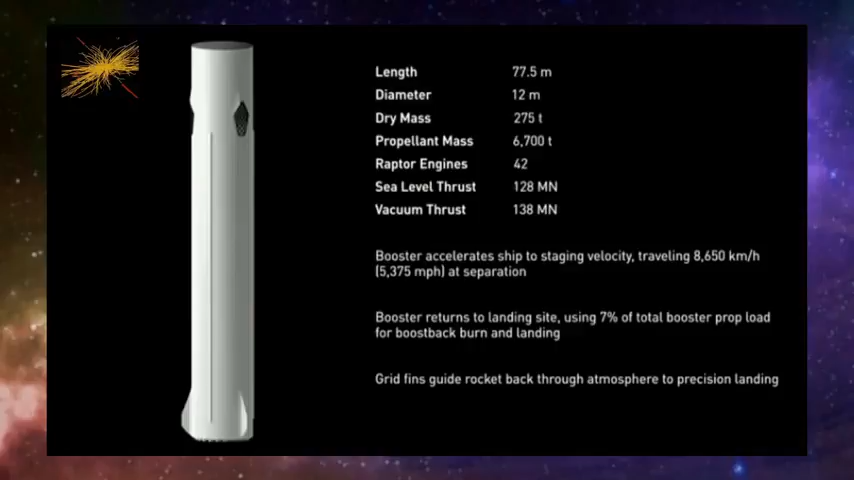 Length 77.5 m
Diameter 12 m
Dry Mass 275 t
Propellant Mass 6,700 t
Raptor Engines 42
Sea Level Thrust 128 MN
Vacuum Thrust 138 MN
Booster accelerates ship to staging velocity, traveling 8,650 km/h
(5,375 mph) at separation
Booster returns to landing site, using 7% of total booster prop load
for boostback burn and landing
Grid fins guide rocket back through atmosphere to precision landing